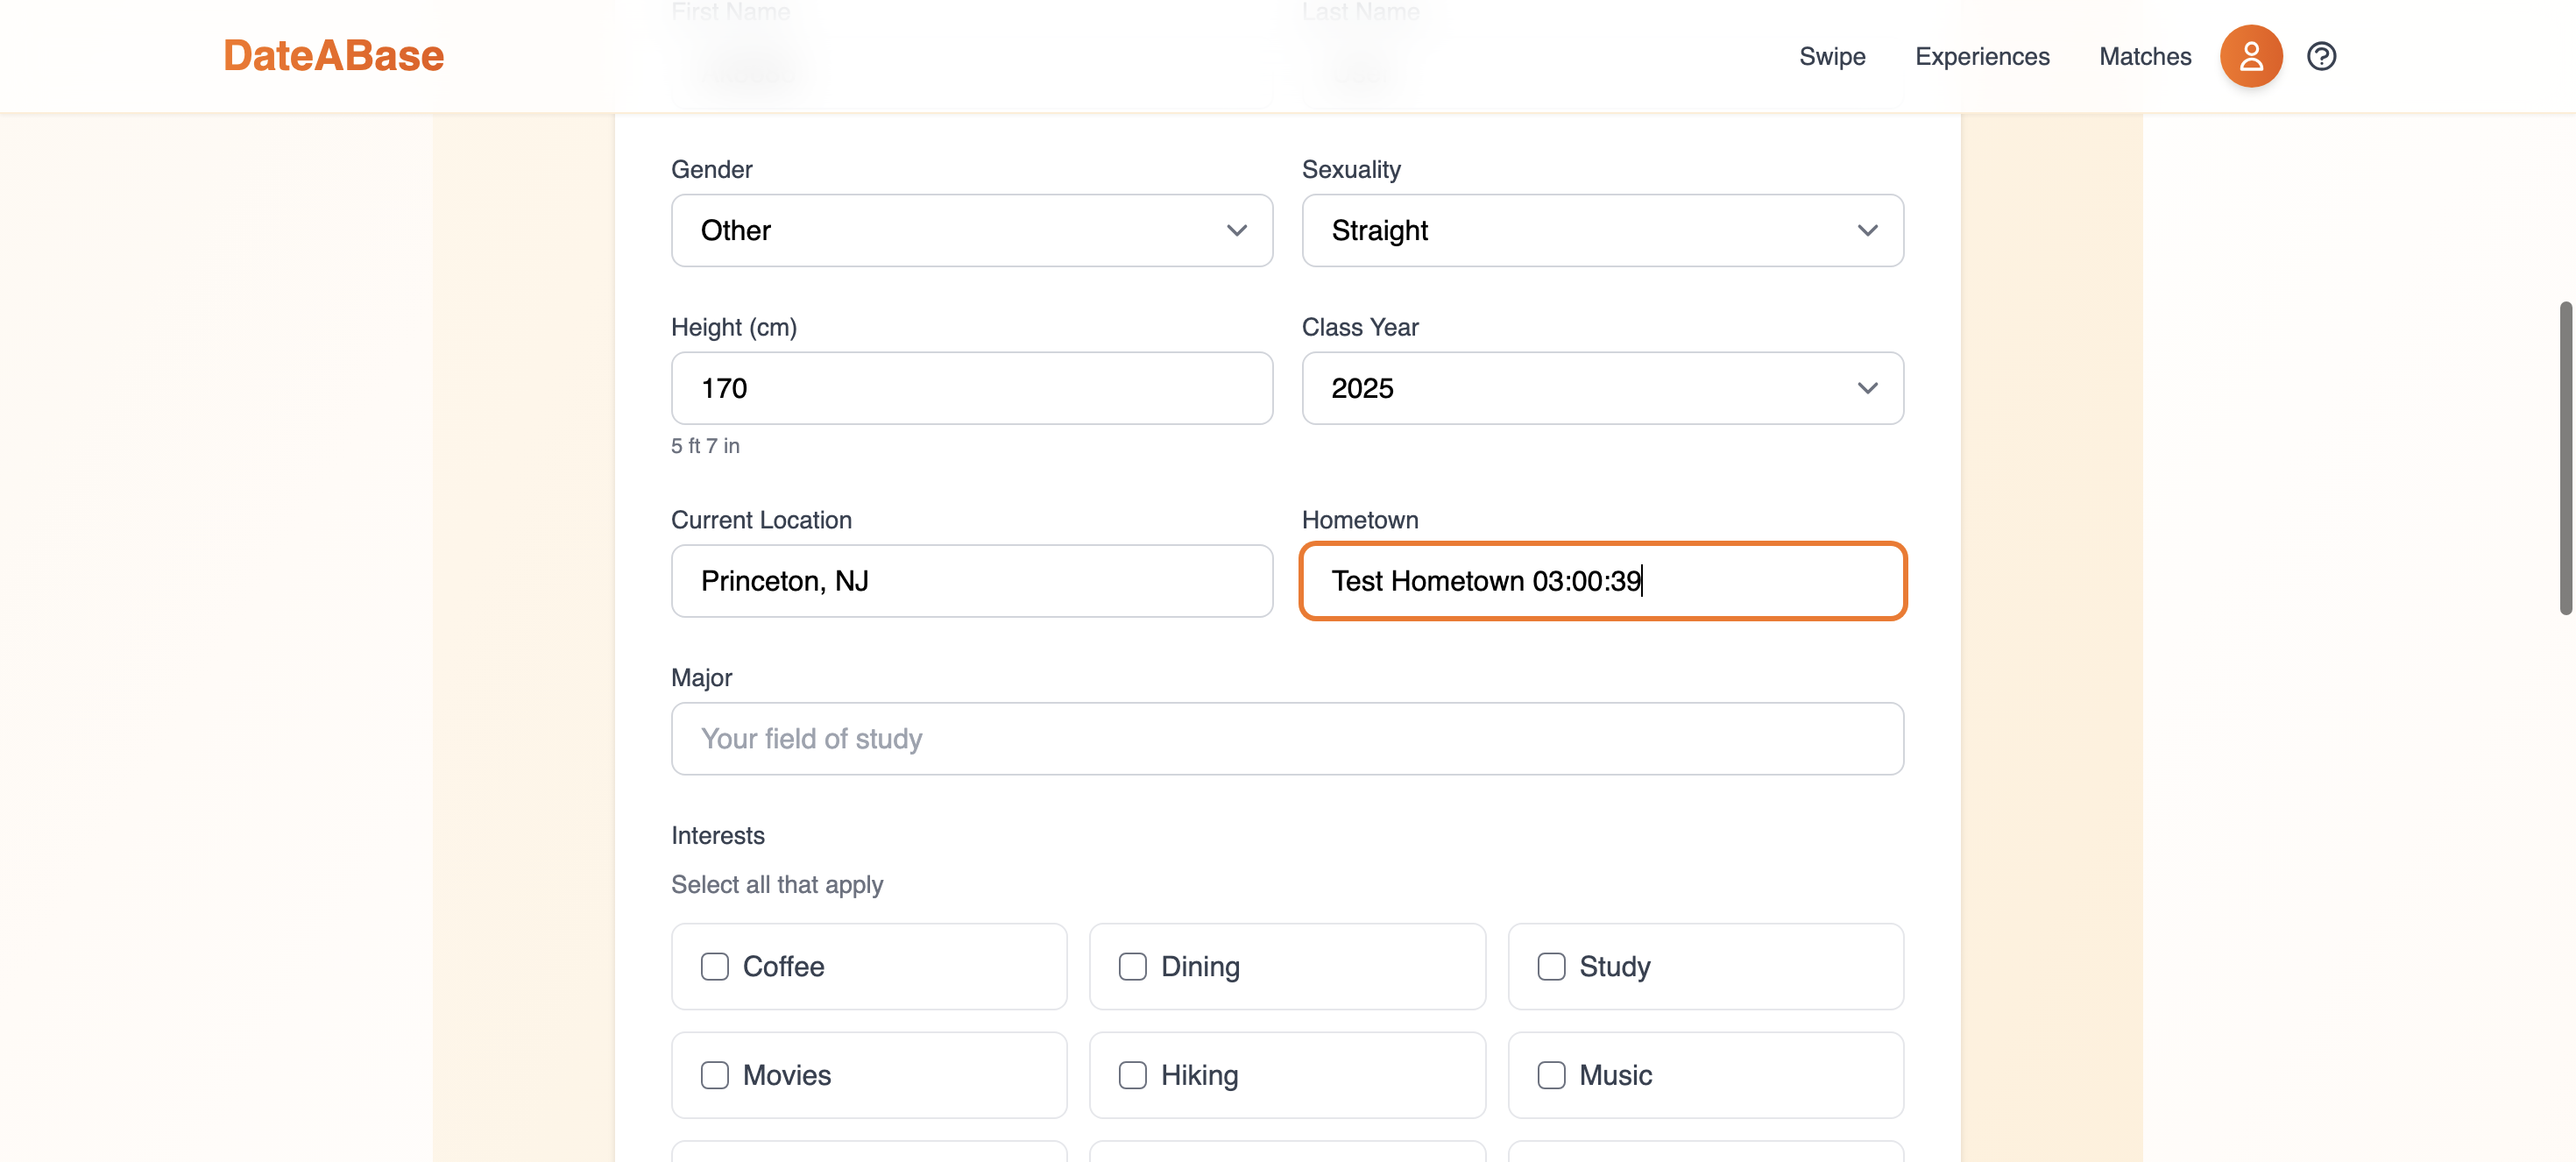 First Name Last Name
DateABase Swipe Experiences Matches
Gender Sexuality
Other Straight
Height (cm) Class Year
170 2025
5 ft 7 in
Current Location Hometown
Princeton, NJ Test Hometown 03:00:39
Major
Your field of study
Interests
Select all that apply
Coffee Dining Study
Movies Hiking Music